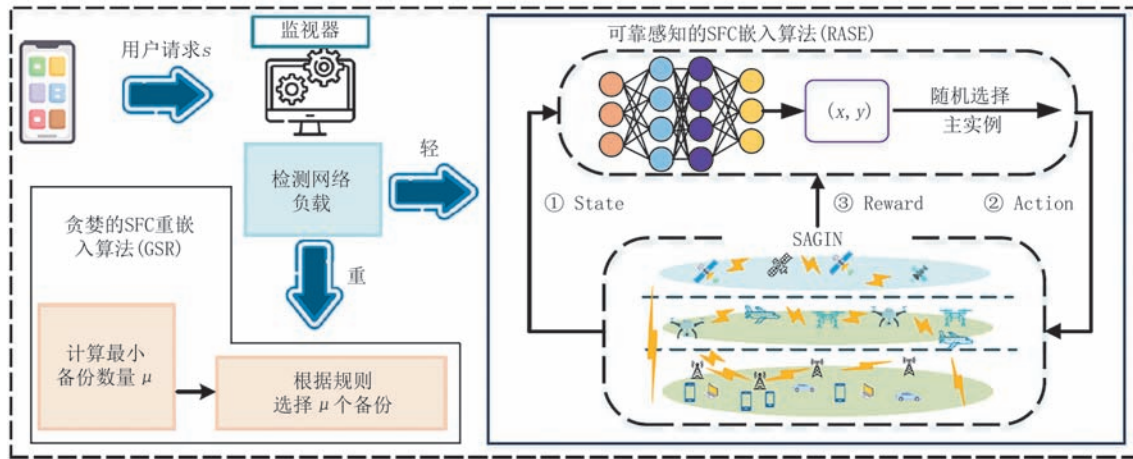 用户请求s
监视器
检测网络
负载
轻
重
贪婪的SFC重嵌
入算法(GSR)
计算最小
备份数量 μ
根据规则
选择 μ 个备份
可靠感知的SFC嵌入算法(RASE)
(x, y)
随机选择
主实例
① State
③ Reward
② Action
SAGIN